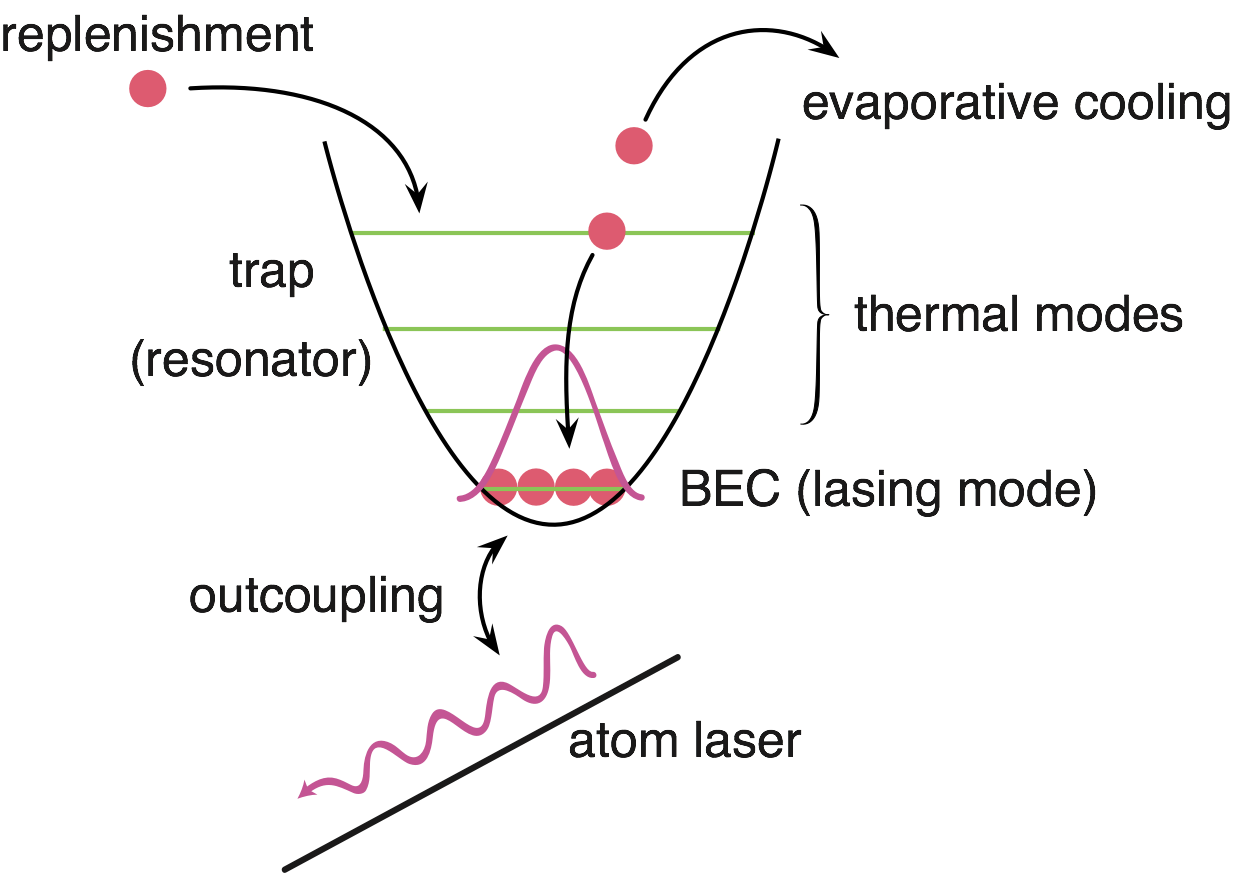 replenishment
evaporative cooling
trap
(resonator)
thermal modes
BEC (lasing mode)
outcoupling
atom laser